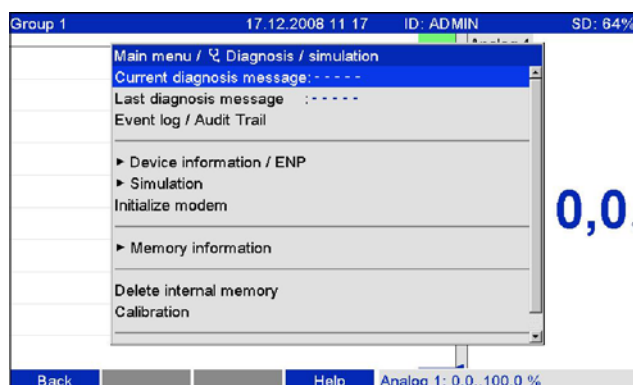 Group 1 17.12.2008 11 17 ID: ADMIN SD: 64%
Main menu / Diagnosis / simulation
Current diagnosis message: - - - - -
Last diagnosis message : - - - - -
Event log / Audit Trail
► Device information / ENP
► Simulation
Initialize modem
0,0
► Memory information
Delete internal memory
Calibration
Back Help Analog 1: 0,0..100,0 %